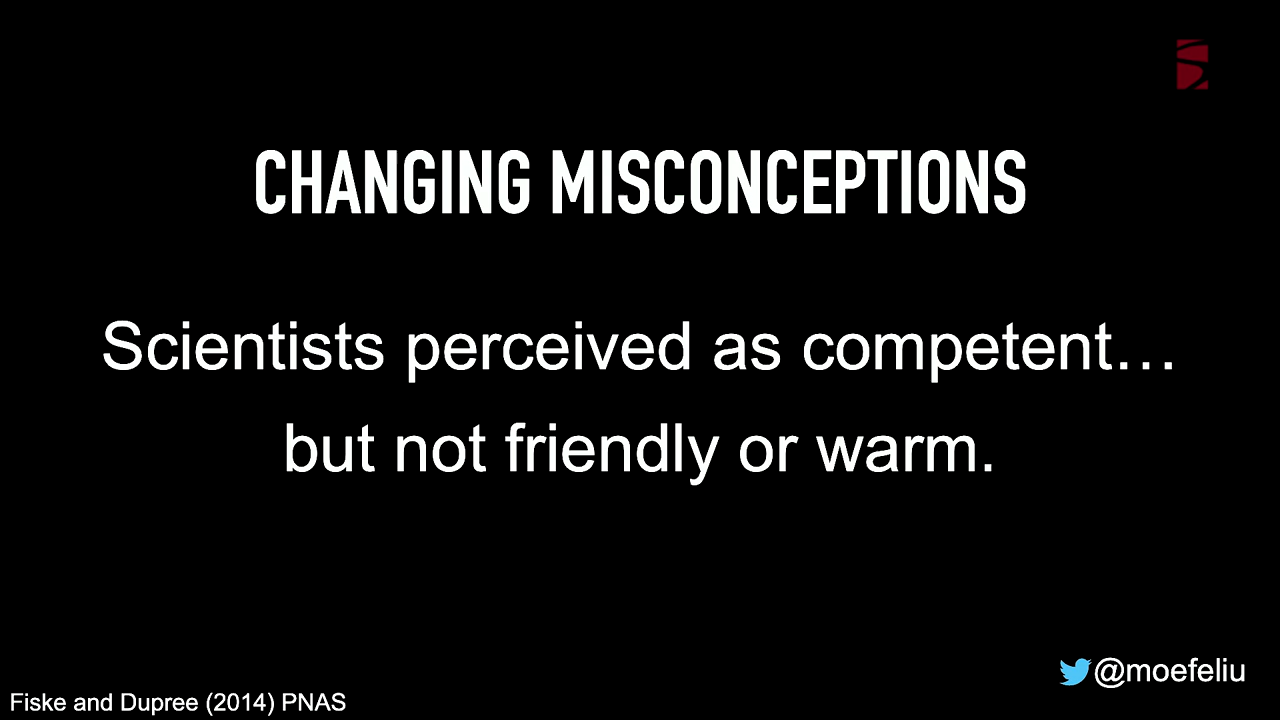 CHANGING MISCONCEPTIONS
Scientists perceived as competent…
but not friendly or warm.
@moefeliu
Fiske and Dupree (2014) PNAS